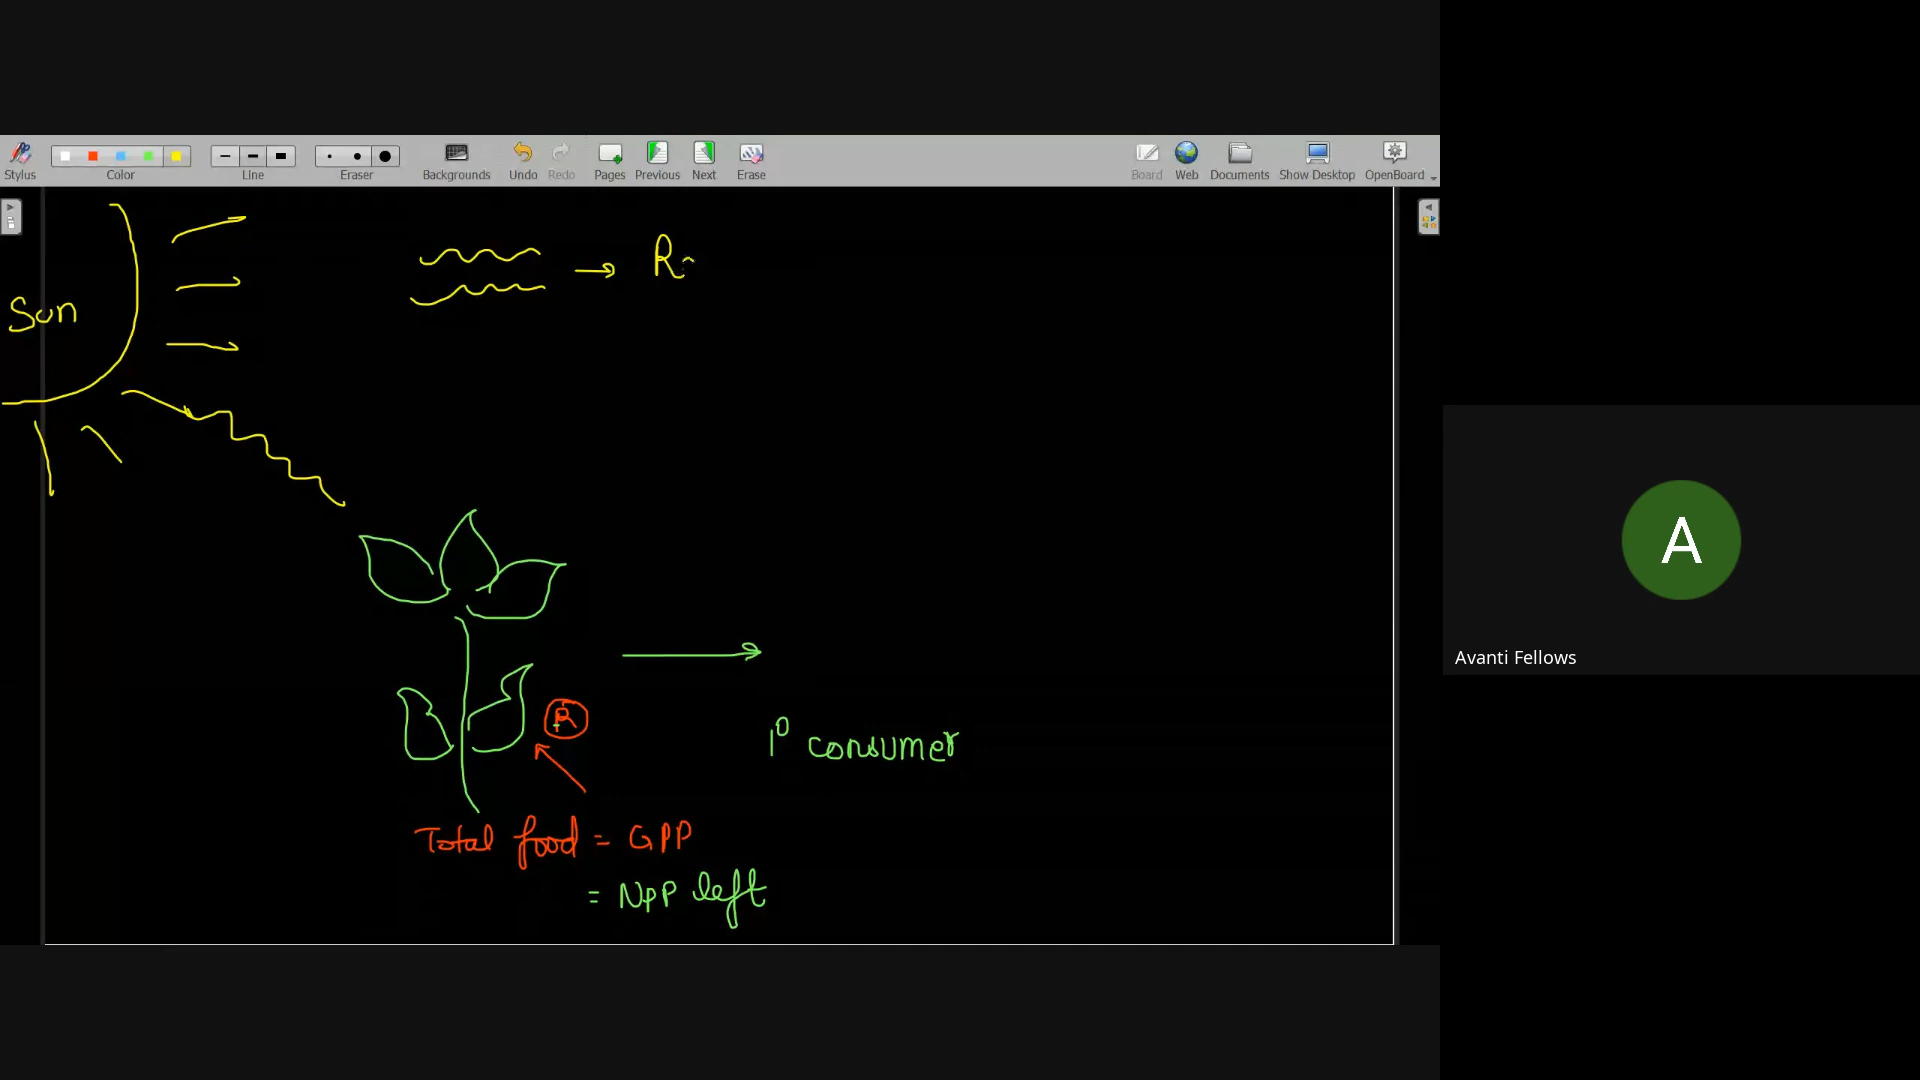 Stylus
Color
Line
Eraser
Backgrounds
Undo
Redo
Pages
Previous
Next
Erase
Board
Web
Documents
Show Desktop
OpenBoard
Sun
R
1° consumer
R
Total food = GPP
= NPP left
A
Avanti Fellows